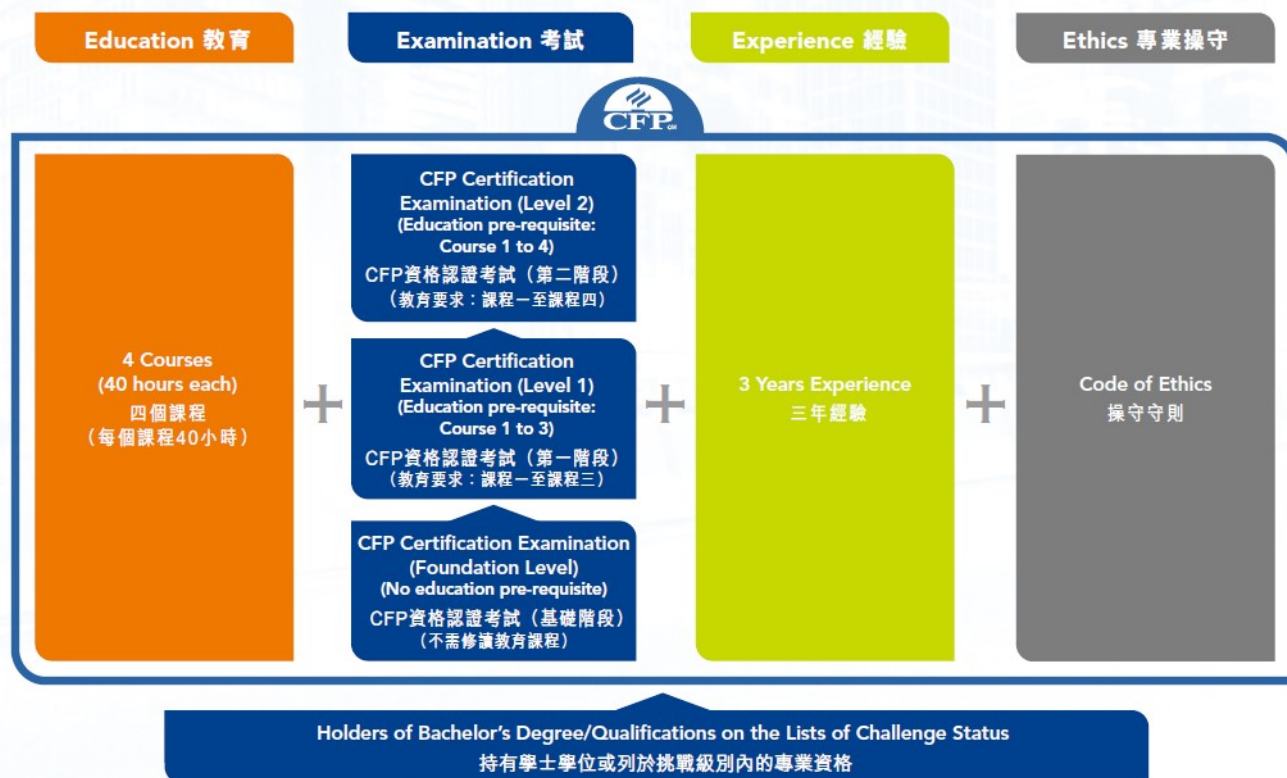 Education 教育
Examination 考試
Experience 經驗
Ethics 專業操守
CFP CM
4 Courses
(40 hours each)
四個課程
(每個課程40小時)
+
CFP Certification
Examination (Level 2)
(Education pre-requisite:
Course 1 to 4)
CFP資格認證考試（第二階段）
（教育要求：課程一至課程四）
CFP Certification
Examination (Level 1)
(Education pre-requisite:
Course 1 to 3)
CFP資格認證考試（第一階段）
（教育要求：課程一至課程三）
CFP Certification Examination
(Foundation Level)
(No education pre-requisite)
CFP資格認證考試（基礎階段）
（不需修讀教育課程）
+
3 Years Experience
三年經驗
+
Code of Ethics
操守守則
Holders of Bachelor's Degree/Qualifications on the Lists of Challenge Status
持有學士學位或列於挑戰級別內的專業資格